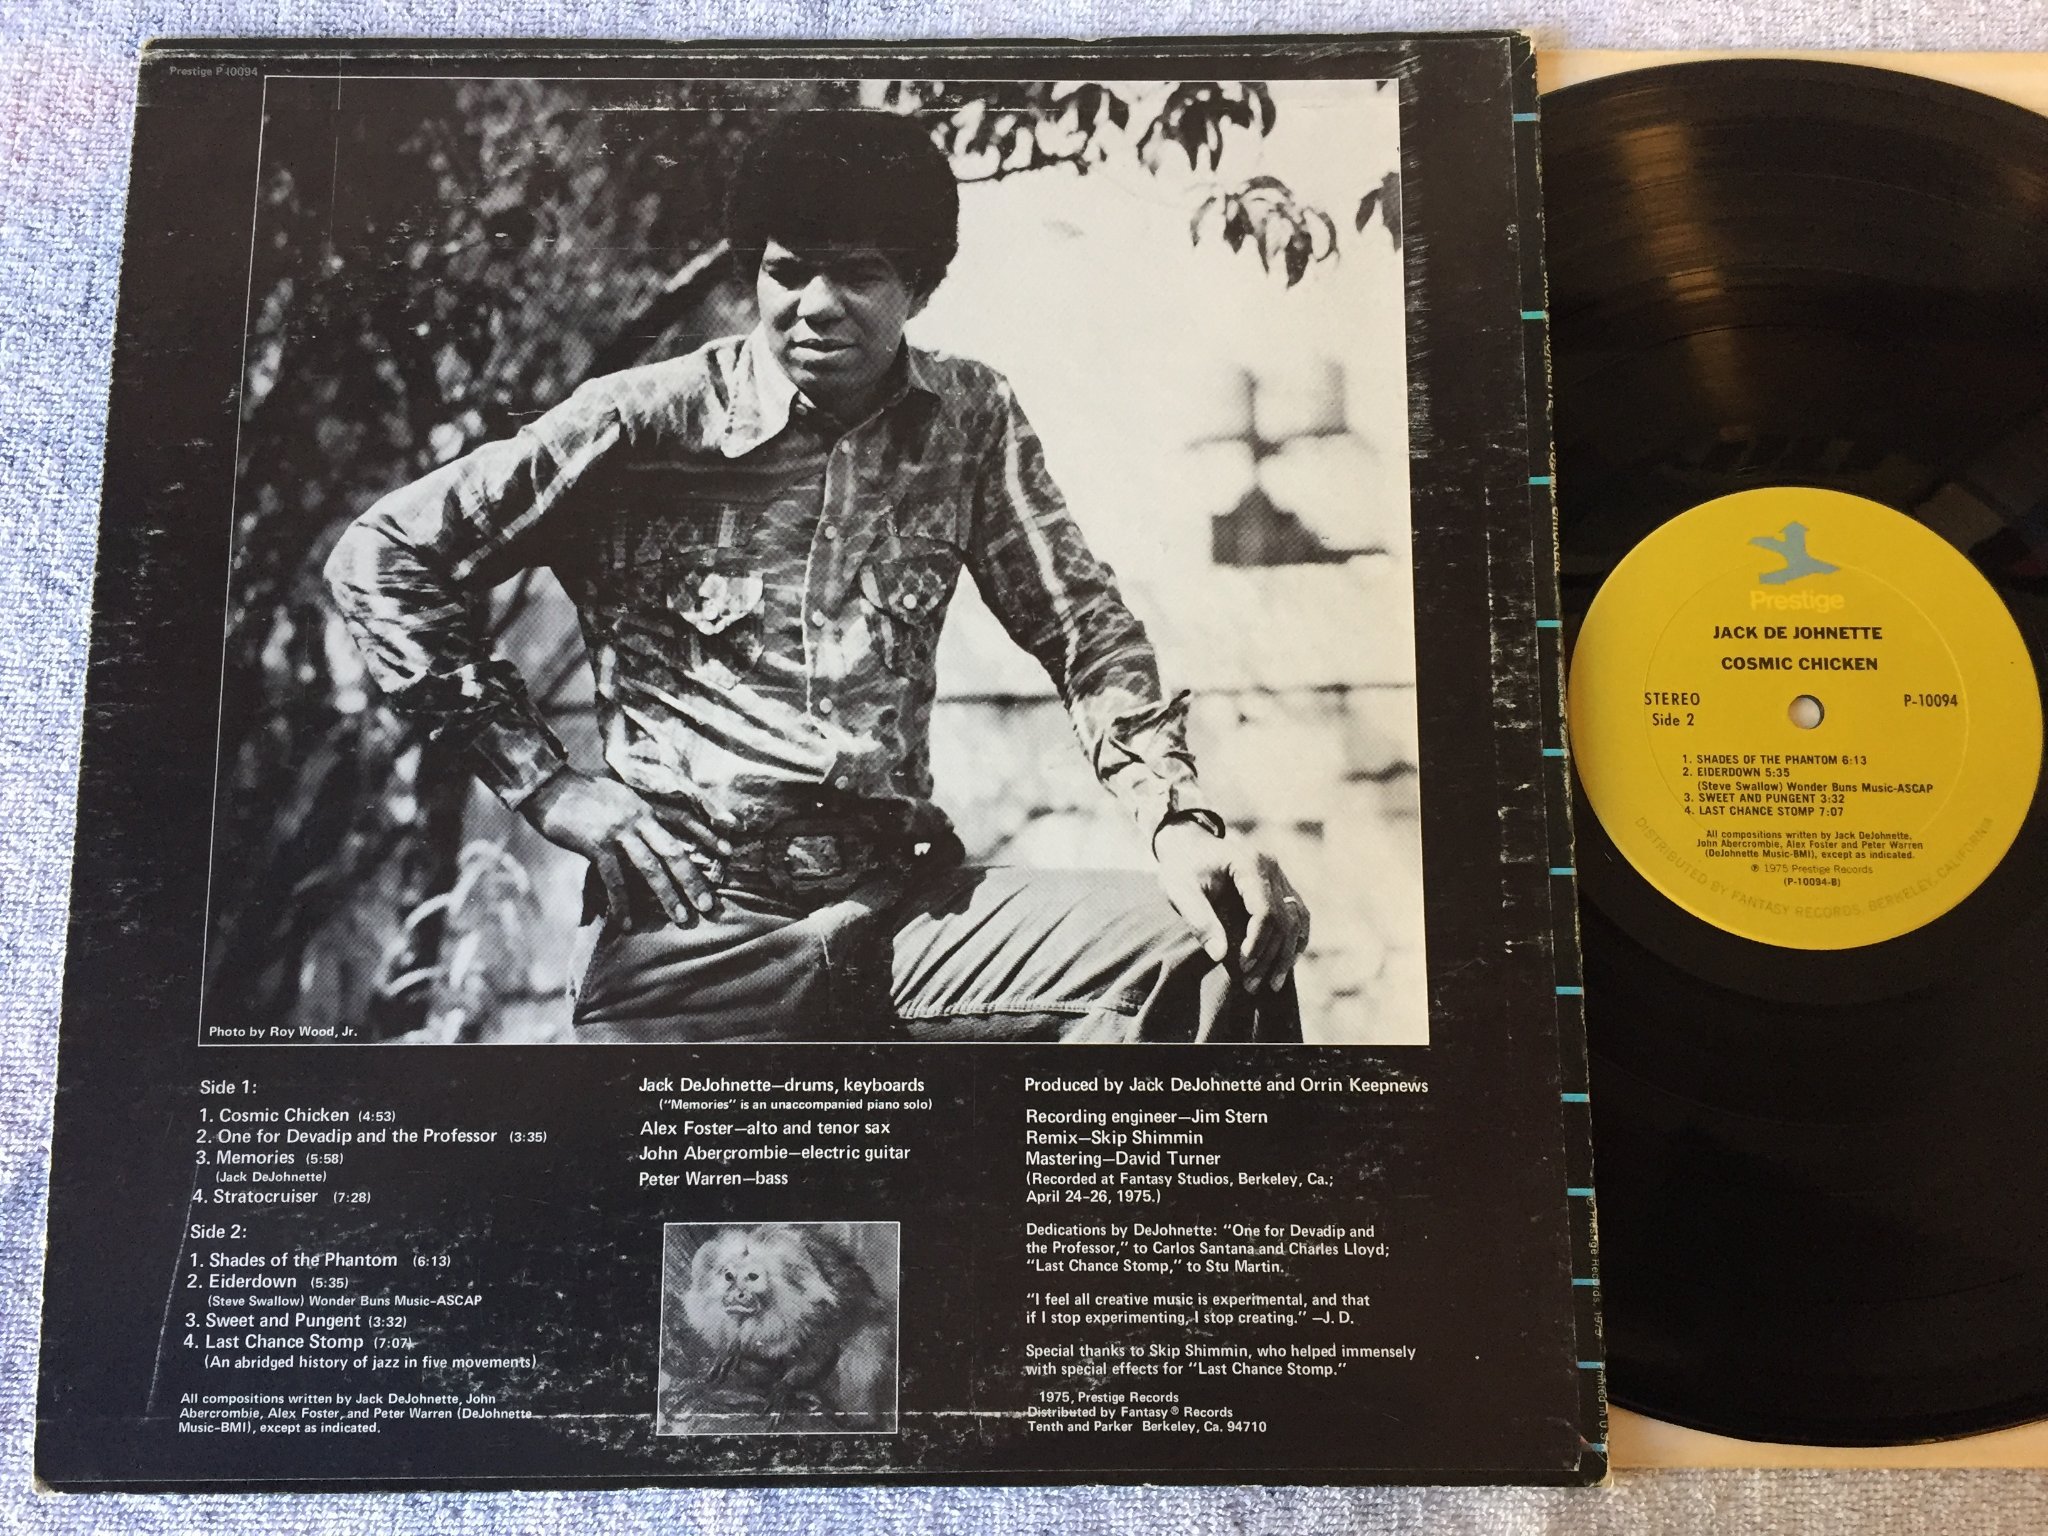 Prestige P-10094
Photo by Roy Wood, Jr.
Side 1:
1. Cosmic Chicken (4:53)
2. One for Devadip and the Professor (3:35)
3. Memories (5:58)
(Jack DeJohnette)
4. Stratocruiser (7:28)
Side 2:
1. Shades of the Phantom (6:13)
2. Eiderdown (5:35)
(Steve Swallow) Wonder Buns Music-ASCAP
3. Sweet and Pungent (3:32)
4. Last Chance Stomp (7:07)
(An abridged history of jazz in five movements)
All compositions written by Jack DeJohnette, John
Abercrombie, Alex Foster, and Peter Warren (DeJohnette
Music-BMI), except as indicated.
Jack DeJohnette—drums, keyboards
("Memories" is an unaccompanied piano solo)
Alex Foster—alto and tenor sax
John Abercrombie—electric guitar
Peter Warren—bass
Produced by Jack DeJohnette and Orrin Keepnews
Recording engineer—Jim Stern
Remix—Skip Shimmin
Mastering—David Turner
(Recorded at Fantasy Studios, Berkeley, Ca.;
April 24-26, 1975.)
Dedications by DeJohnette: "One for Devadip and
the Professor," to Carlos Santana and Charles Lloyd;
"Last Chance Stomp," to Stu Martin.
"I feel all creative music is experimental, and that
if I stop experimenting, I stop creating." —J. D.
Special thanks to Skip Shimmin, who helped immensely
with special effects for "Last Chance Stomp."
1975, Prestige Records
Distributed by Fantasy ® Records
Tenth and Parker Berkeley, Ca. 94710
Prestige
JACK DE JOHNETTE
COSMIC CHICKEN
STEREO
Side 2
P-10094
1. SHADES OF THE PHANTOM 6:13
2. EIDERDOWN 5:35
(Steve Swallow) Wonder Buns Music-ASCAP
3. SWEET AND PUNGENT 3:32
4. LAST CHANCE STOMP 7:07
All compositions written by Jack DeJohnette,
John Abercrombie, Alex Foster and Peter Warren
(DeJohnette Music-BMI), except as indicated.
℗ 1975 Prestige Records
(P-10094-B)
DISTRIBUTED BY FANTASY RECORDS, BERKELEY, CALIFORNIA